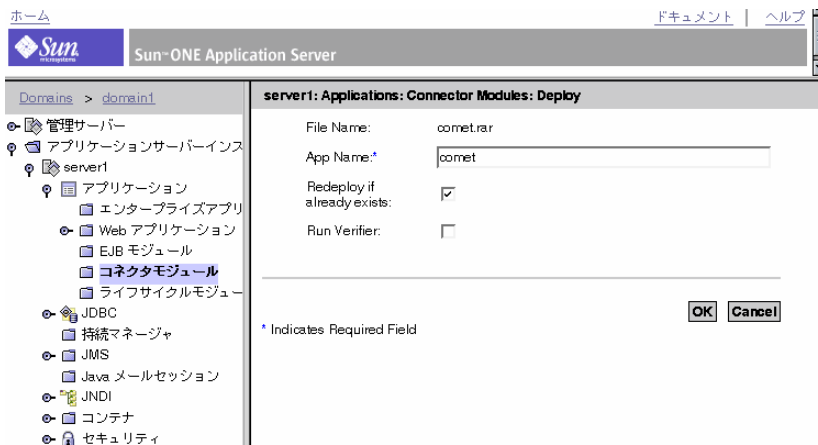 ホーム
ドキュメント | ヘルプ
Sun
microsystems
Sun™ONE Application Server
Domains > domain1
管理サーバー
アプリケーションサーバーインス
server1
アプリケーション
エンタープライズアプリ
Web アプリケーション
EJB モジュール
コネクタモジュール
ライフサイクルモジュー
JDBC
持続マネージャ
JMS
Java メールセッション
JNDI
コンテナ
セキュリティ
server1: Applications: Connector Modules: Deploy
File Name: comet.rar
App Name:* comet
Redeploy if
already exists:
Run Verifier:
OK Cancel
* Indicates Required Field